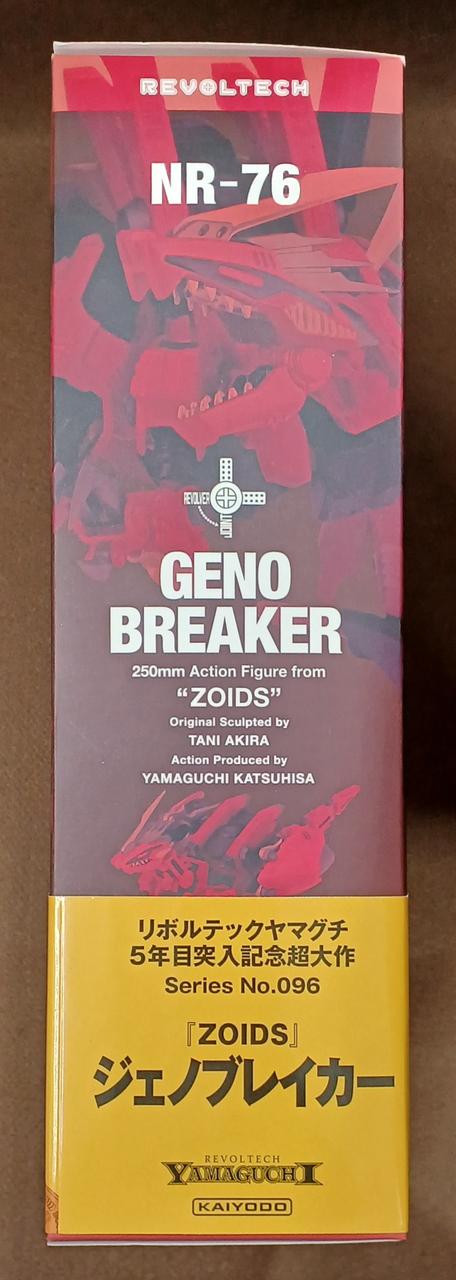 REVOLTECH
NR-76
REVOLVER
JOINT
GENO
BREAKER
250mm Action Figure from
“ZOIDS”
Original Sculpted by
TANI AKIRA
Action Produced by
YAMAGUCHI KATSUHISA
リボルテックヤマグチ
5年目突入記念超大作
Series No.096
『ZOIDS』
ジェノブレイカー
REVOLTECH
YAMAGUCHI
KAIYODO